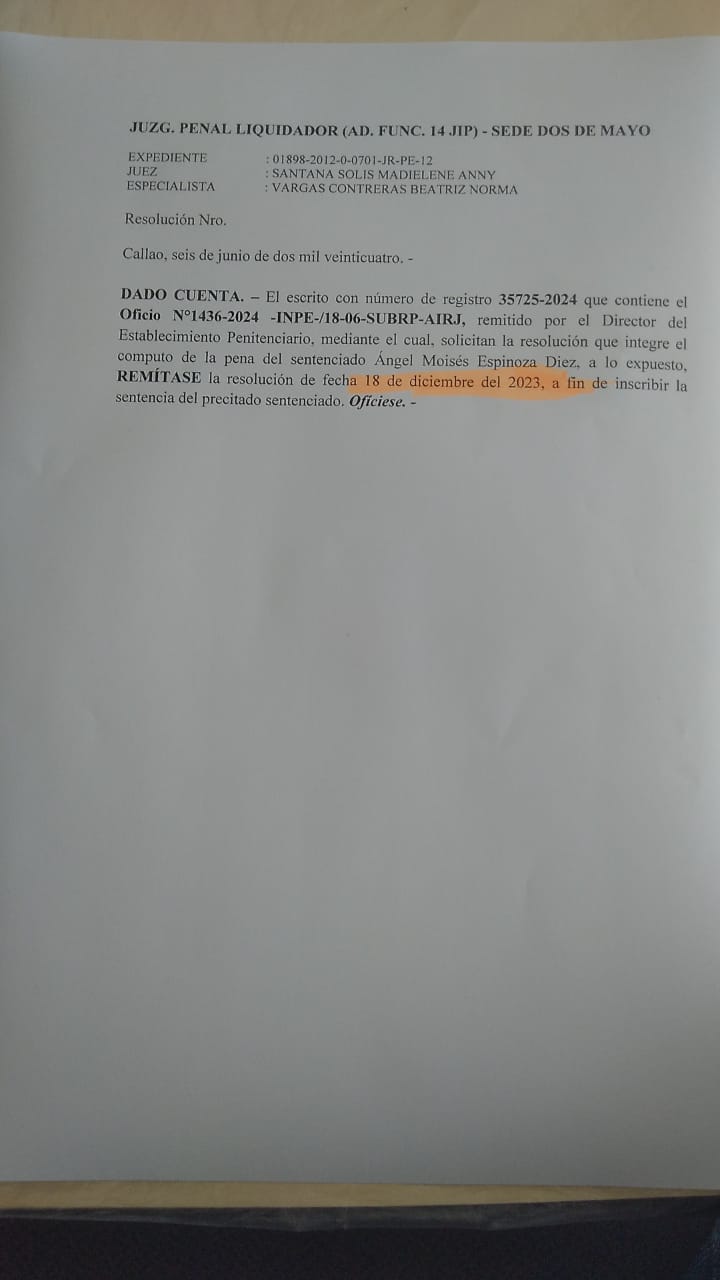 JUZG. PENAL LIQUIDADOR (AD. FUNC. 14 JIP) - SEDE DOS DE MAYO
EXPEDIENTE : 01898-2012-0-0701-JR-PE-12
JUEZ : SANTANA SOLIS MADIELENE ANNY
ESPECIALISTA : VARGAS CONTRERAS BEATRIZ NORMA
Resolución Nro.
Callao, seis de junio de dos mil veinticuatro. -
DADO CUENTA. – El escrito con número de registro 35725-2024 que contiene el
Oficio N°1436-2024 -INPE-/18-06-SUBRP-AIRJ, remitido por el Director del
Establecimiento Penitenciario, mediante el cual, solicitan la resolución que integre el
computo de la pena del sentenciado Ángel Moisés Espinoza Diez, a lo expuesto,
REMÍTASE la resolución de fecha 18 de diciembre del 2023, a fin de inscribir la
sentencia del precitado sentenciado. Ofíciese. -